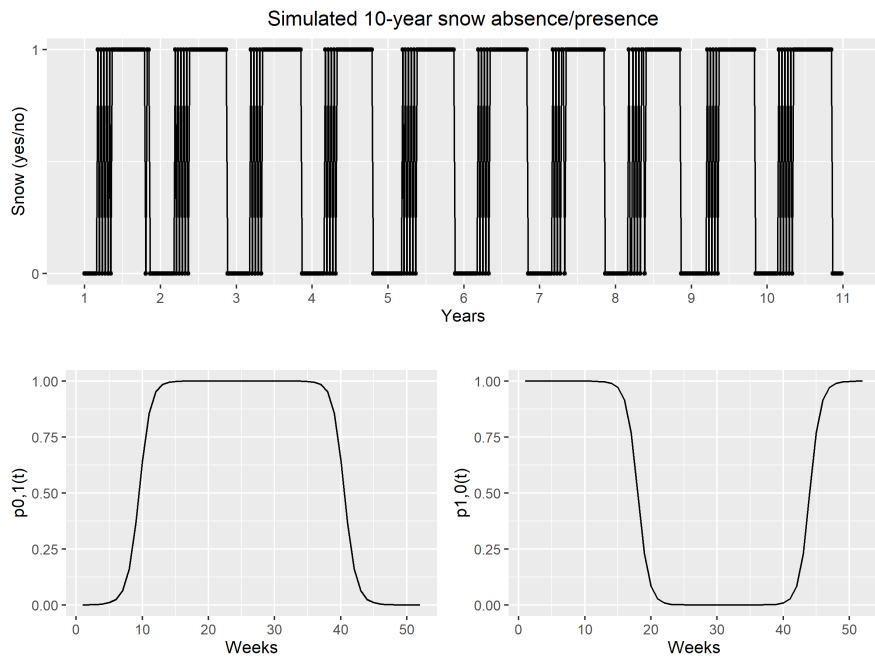 Simulated 10-year snow absence/presence
Snow (yes/no)
1
0
1 2 3 4 5 6 7 8 9 10 11
Years
p0,1(t)
1.00
0.75
0.50
0.25
0.00
0 10 20 30 40 50
Weeks
p1,0(t)
1.00
0.75
0.50
0.25
0.00
0 10 20 30 40 50
Weeks